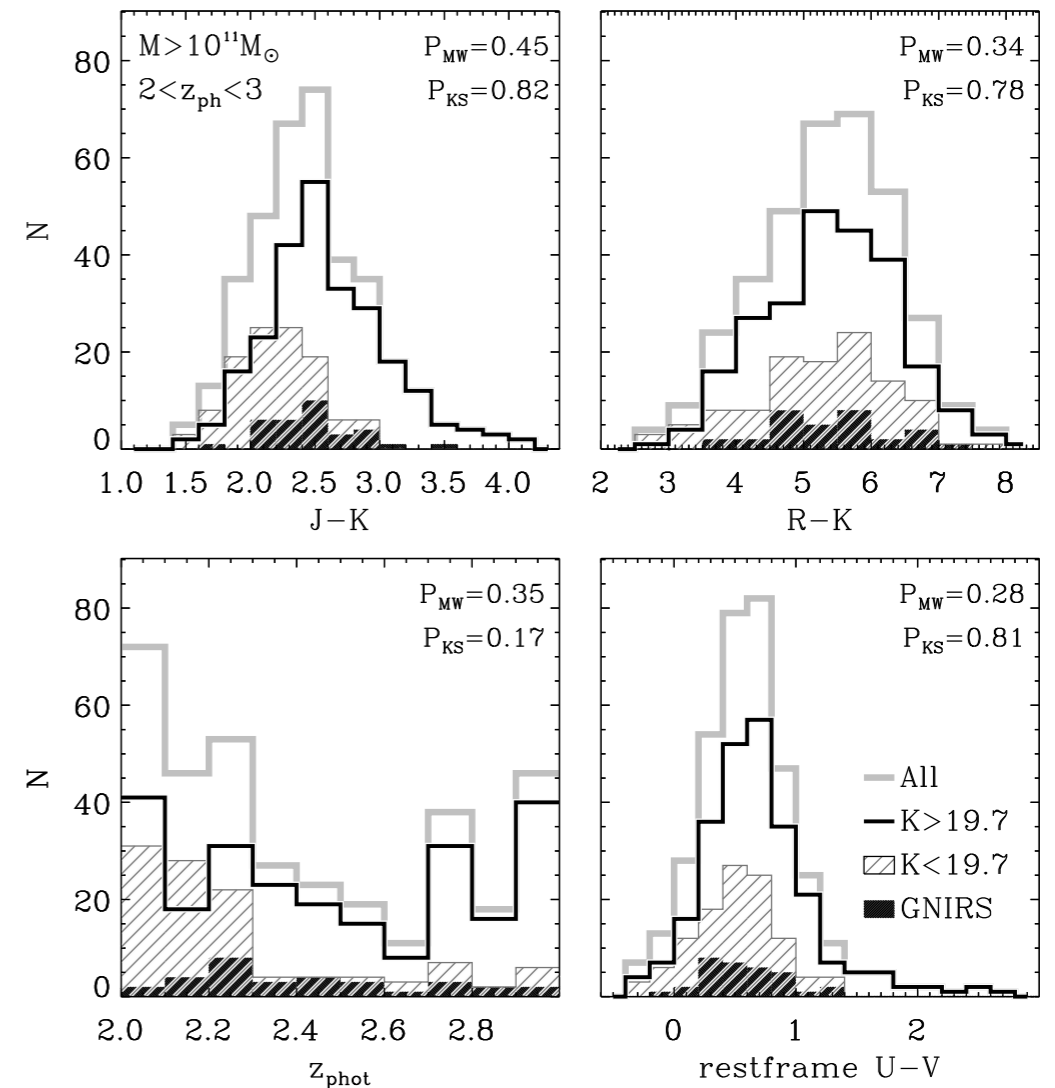 M>10¹¹M☉ P_MW=0.45
2<z_ph<3 P_KS=0.82
P_MW=0.34
P_KS=0.78
N
80
60
40
20
0
1.0 1.5 2.0 2.5 3.0 3.5 4.0
J−K
2 3 4 5 6 7 8
R−K
P_MW=0.35
P_KS=0.17
N
80
60
40
20
0
2.0 2.2 2.4 2.6 2.8
z_phot
P_MW=0.28
P_KS=0.81
All
K>19.7
K<19.7
GNIRS
0 1 2
restframe U−V